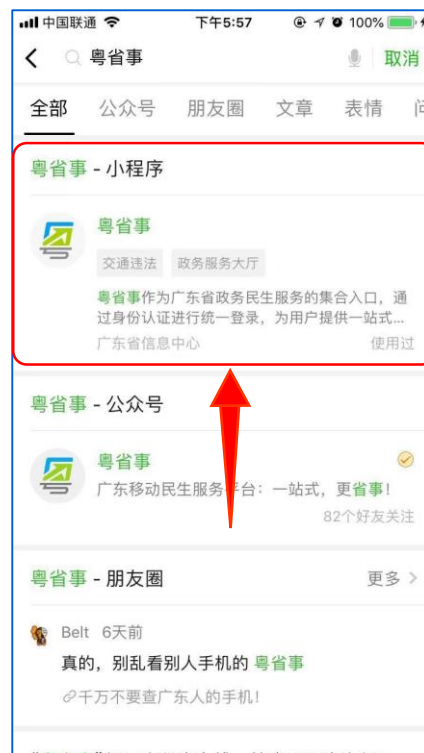 中国联通 下午5:57 100%
粤省事 取消
全部 公众号 朋友圈 文章 表情
粤省事 - 小程序
粤省事
交通违法 政务服务大厅
粤省事作为广东省政务民生服务的集合入口，通
过身份认证进行统一登录，为用户提供一站式...
广东省信息中心 使用过
粤省事 - 公众号
粤省事
广东移动民生服务平台：一站式，更省事！
82个好友关注
粤省事 - 朋友圈 更多
Belt 6天前
真的，别乱看别人手机的 粤省事
千万不要查广东人的手机！